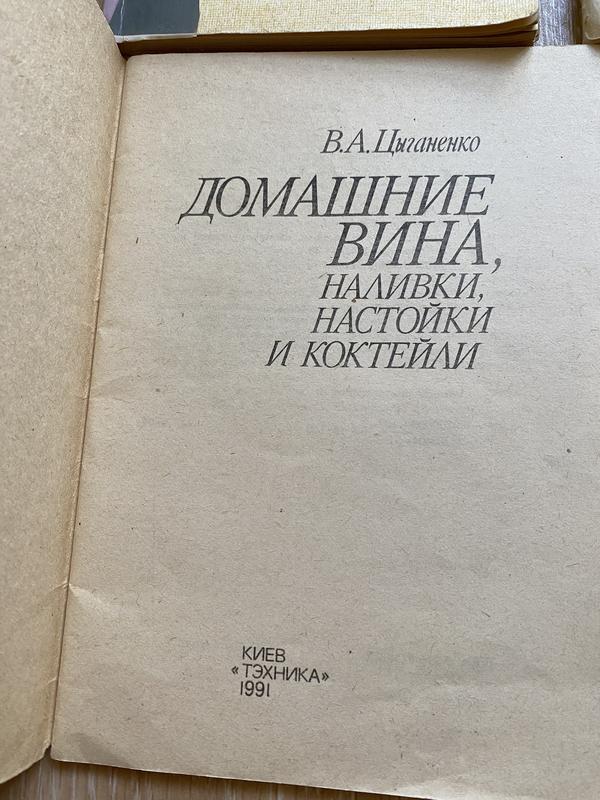 В. А. Цыганенко
ДОМАШНИЕ
ВИНА,
НАЛИВКИ,
НАСТОЙКИ
И КОКТЕЙЛИ
КИЕВ
«ТЭХНИКА»
1991